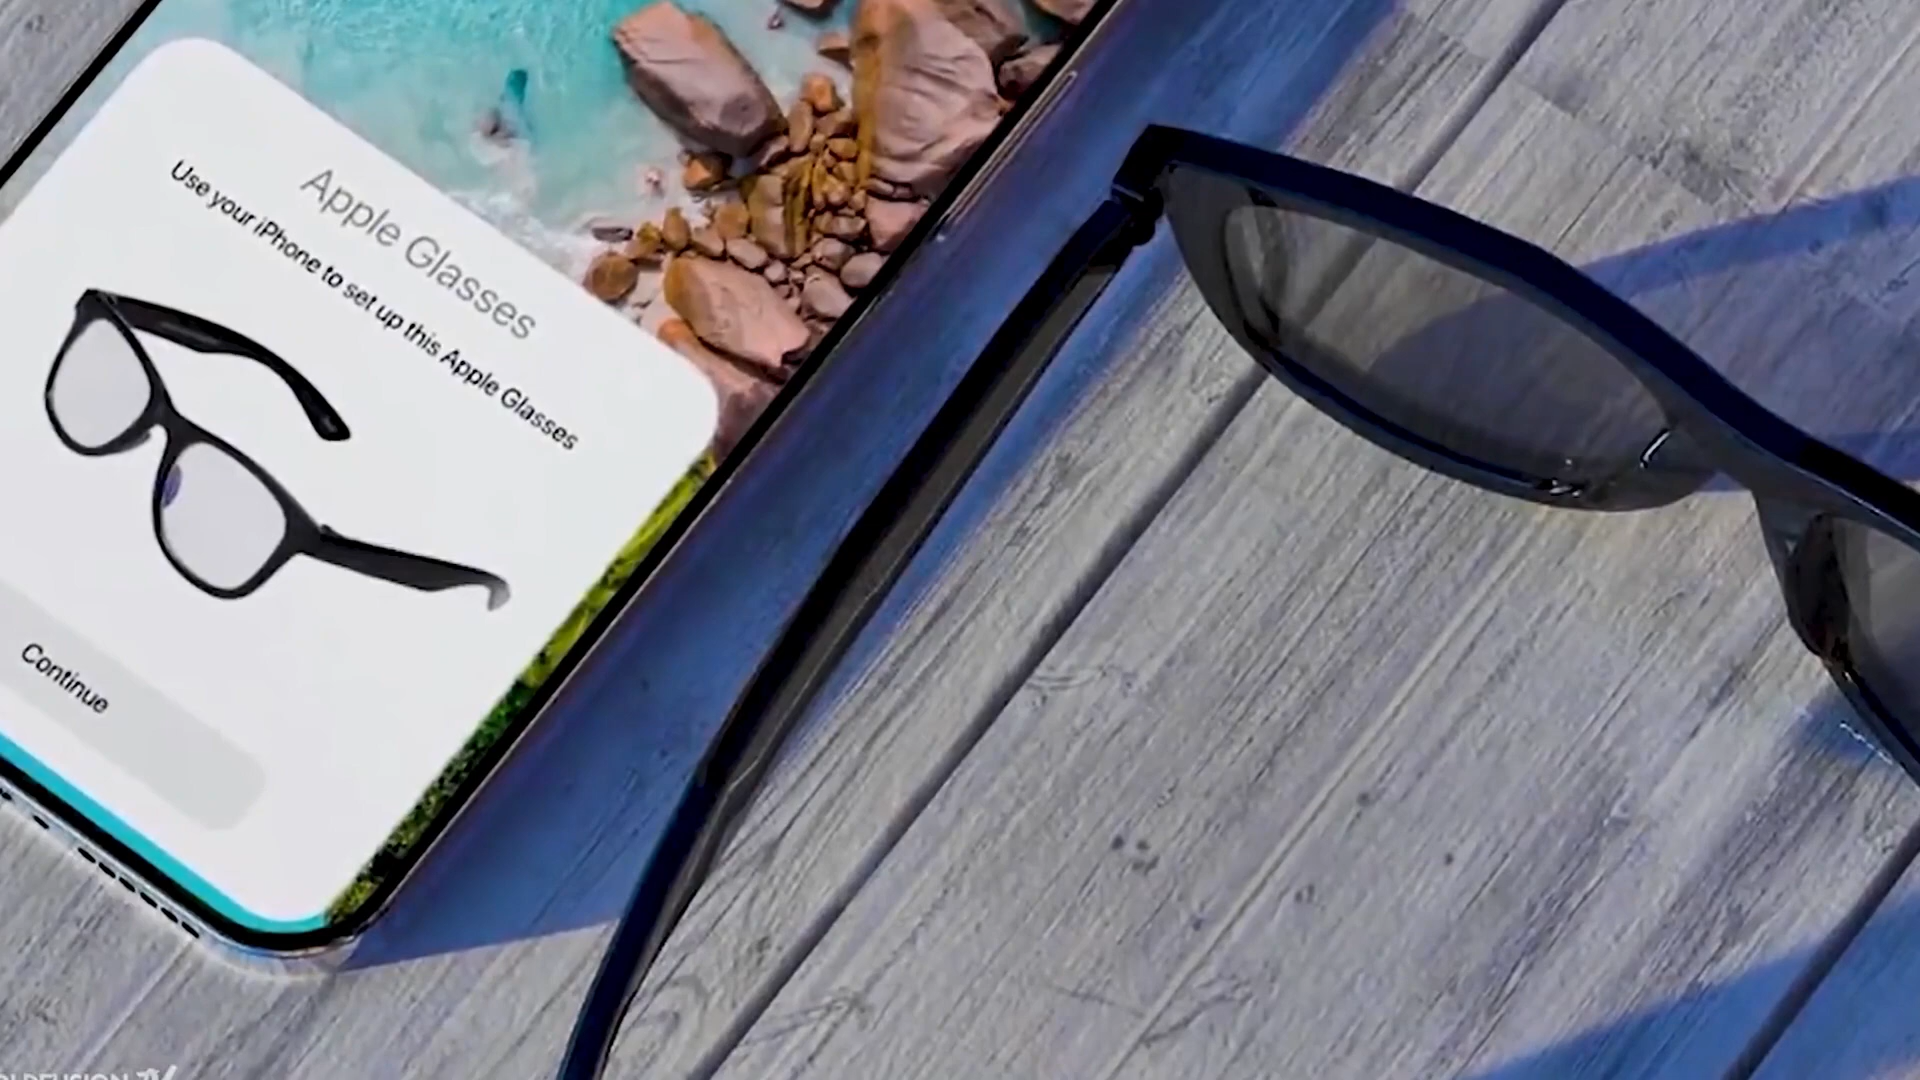 Apple Glasses
Use your iPhone to set up this Apple Glasses
Continue